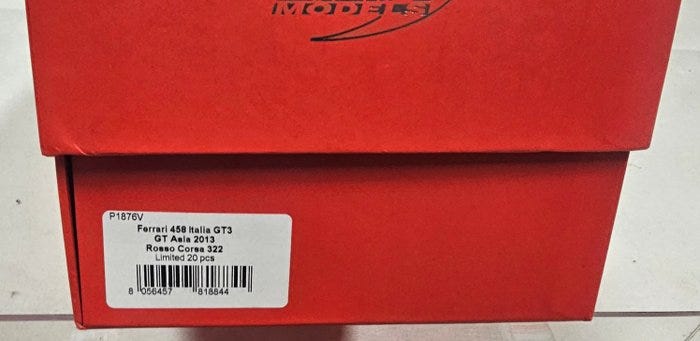 MODELS
P1876V
Ferrari 458 Italia GT3
GT Asia 2013
Rosso Corsa 322
Limited 20 pcs
8 056457 818844